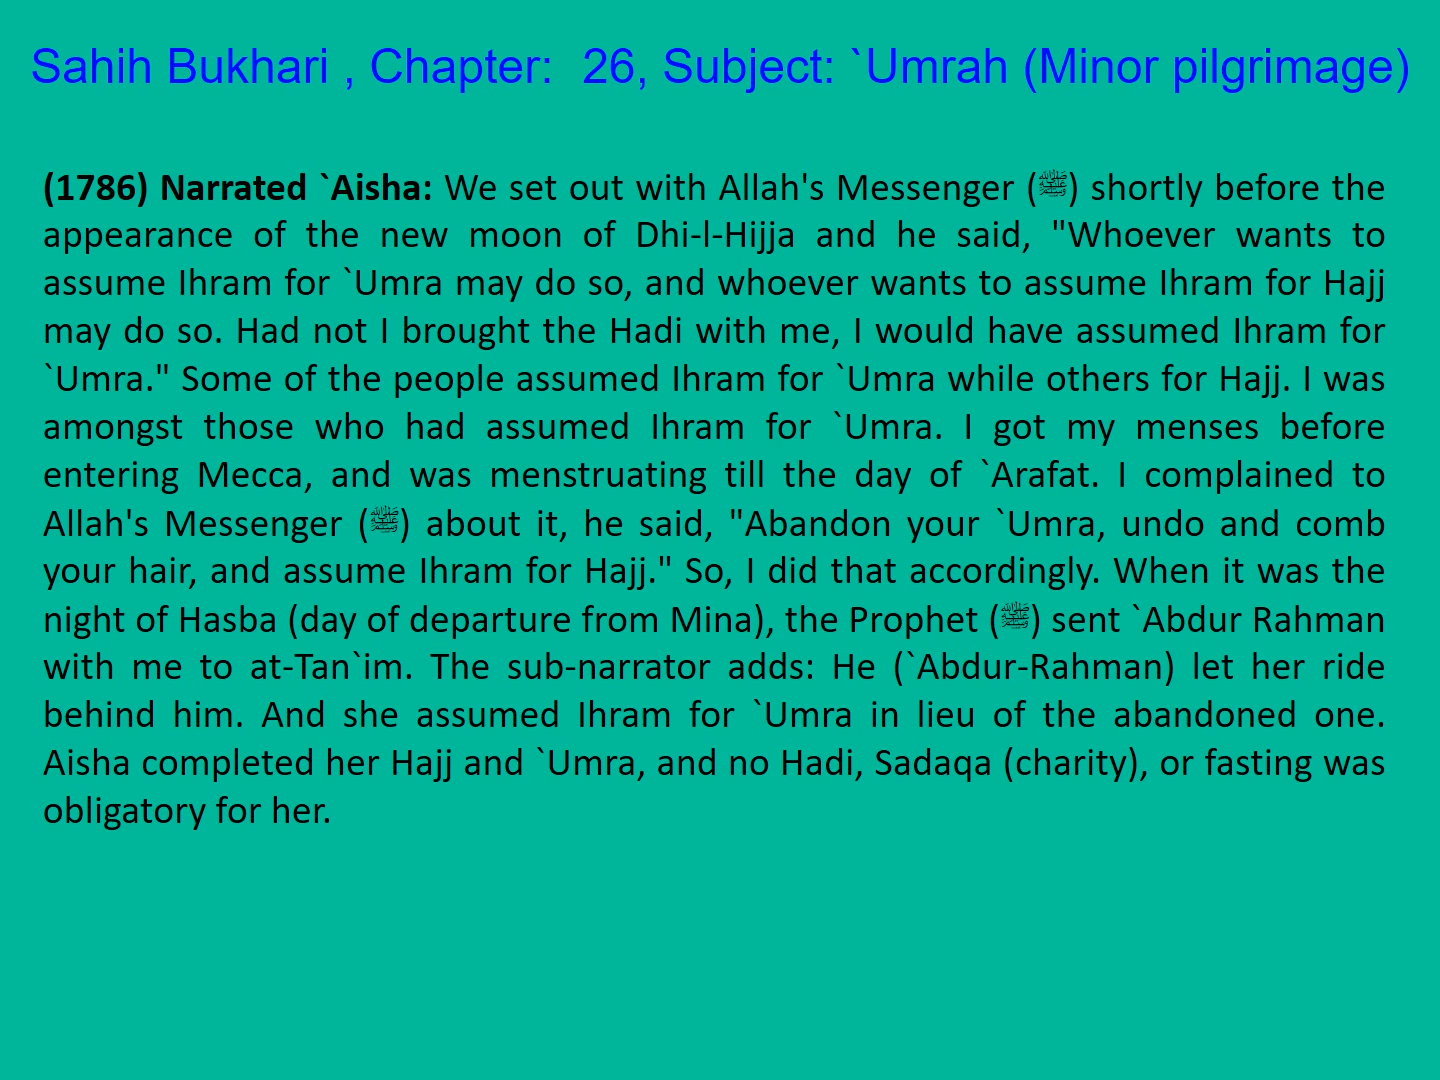 Sahih Bukhari , Chapter:  26, Subject: `Umrah (Minor pilgrimage)
(1786) Narrated `Aisha: We set out with Allah's Messenger (ﷺ) shortly before the
appearance of the new moon of Dhi-l-Hijja and he said, "Whoever wants to
assume Ihram for `Umra may do so, and whoever wants to assume Ihram for Hajj
may do so. Had not I brought the Hadi with me, I would have assumed Ihram for
`Umra." Some of the people assumed Ihram for `Umra while others for Hajj. I was
amongst those who had assumed Ihram for `Umra. I got my menses before
entering Mecca, and was menstruating till the day of `Arafat. I complained to
Allah's Messenger (ﷺ) about it, he said, "Abandon your `Umra, undo and comb
your hair, and assume Ihram for Hajj." So, I did that accordingly. When it was the
night of Hasba (day of departure from Mina), the Prophet (ﷺ) sent `Abdur Rahman
with me to at-Tan`im. The sub-narrator adds: He (`Abdur-Rahman) let her ride
behind him. And she assumed Ihram for `Umra in lieu of the abandoned one.
Aisha completed her Hajj and `Umra, and no Hadi, Sadaqa (charity), or fasting was
obligatory for her.